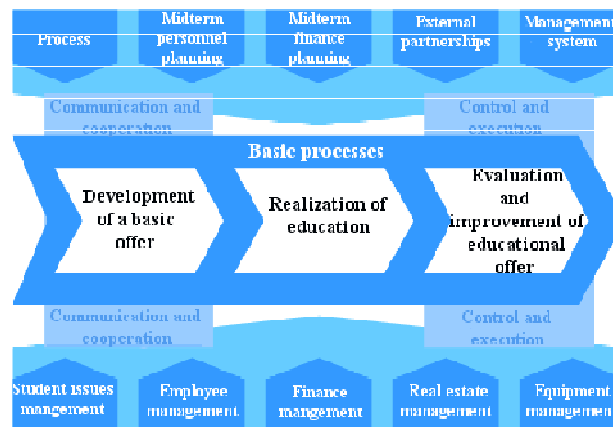 Process
Midterm
personnel
planning
Midterm
finance
planning
External
partnerships
Management
system
Communication and
cooperation
Control and
execution
Basic processes
Development
of a basic
offer
Realization of
education
Evaluation
and
improvement of
educational
offer
Communication and
cooperation
Control and
execution
Student issues
mangement
Employee
management
Finance
mangement
Real estate
management
Equipment
management